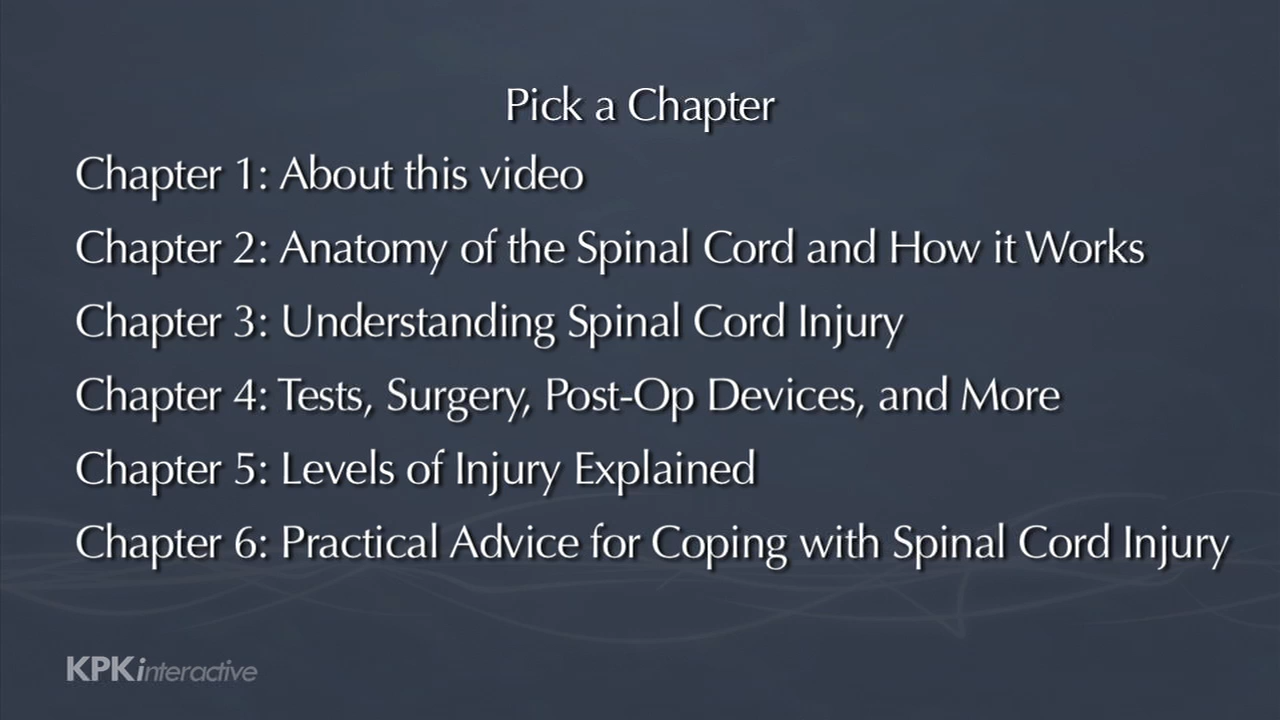 Pick a Chapter
Chapter 1: About this video
Chapter 2: Anatomy of the Spinal Cord and How it Works
Chapter 3: Understanding Spinal Cord Injury
Chapter 4: Tests, Surgery, Post-Op Devices, and More
Chapter 5: Levels of Injury Explained
Chapter 6: Practical Advice for Coping with Spinal Cord Injury
KPKinteractive